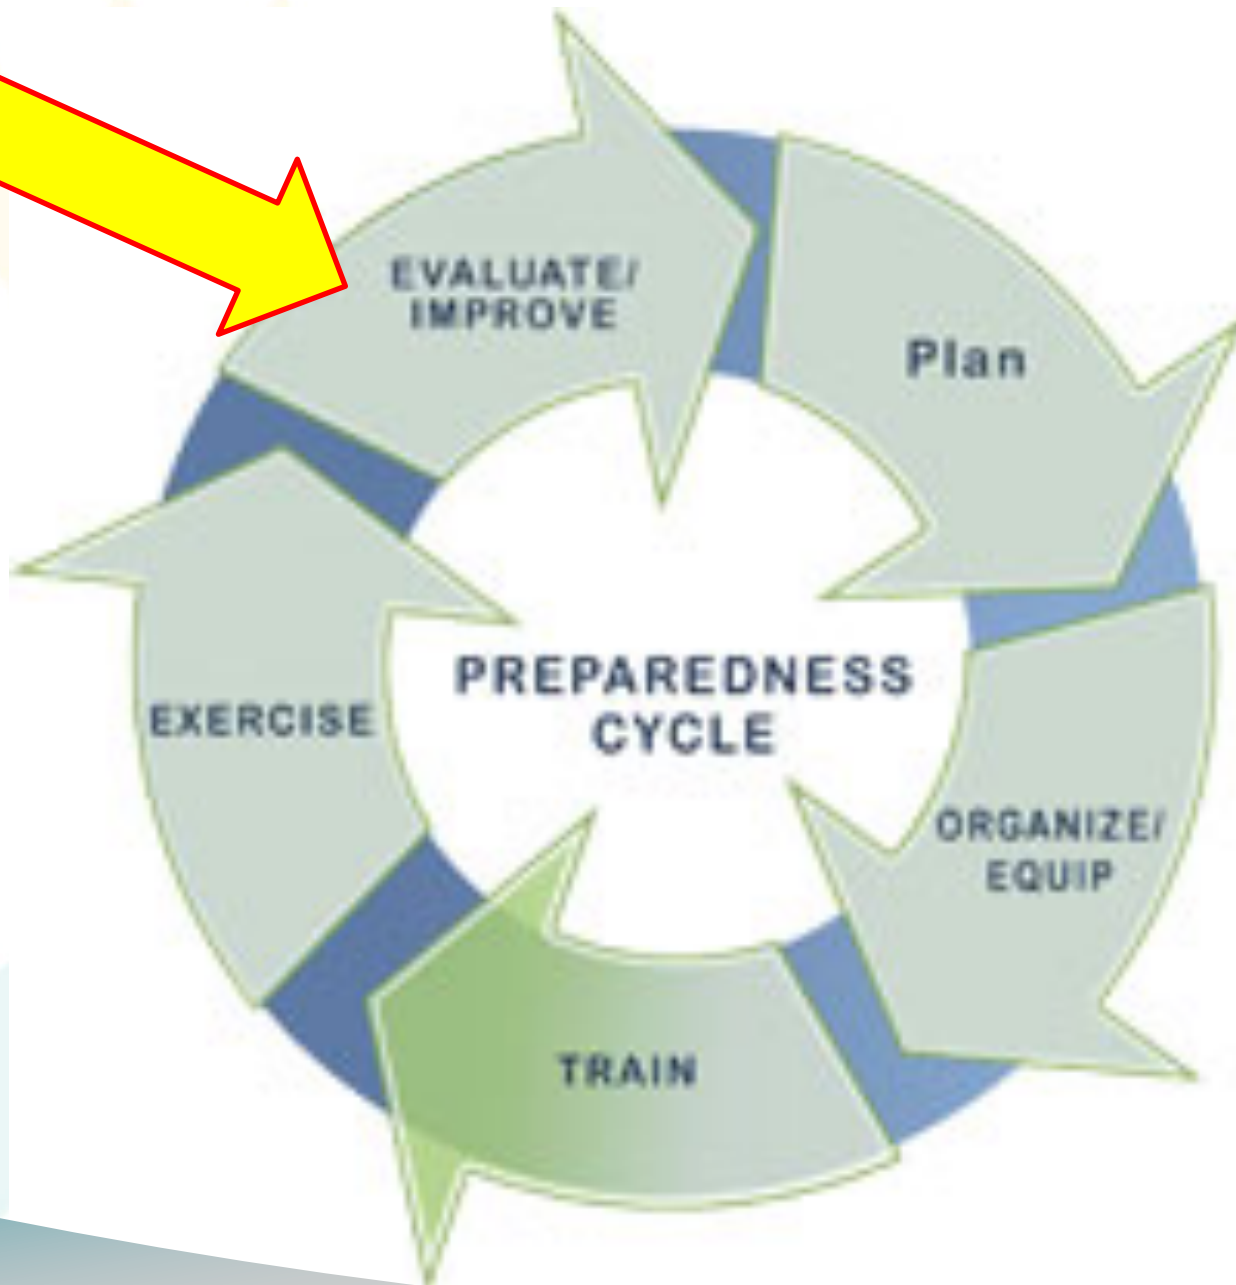 EVALUATE/
IMPROVE
Plan
PREPAREDNESS
CYCLE
EXERCISE
ORGANIZE/
EQUIP
TRAIN